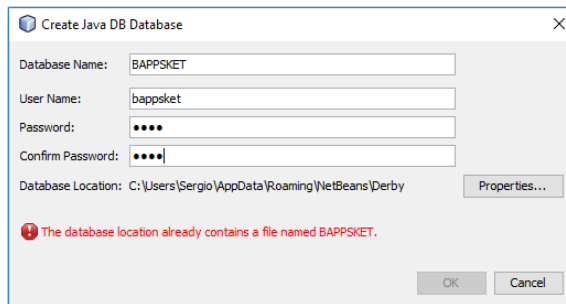 Create Java DB Database
Database Name: BAPPSKET
User Name: bappsket
Password: ••••
Confirm Password: ••••
Database Location: C:\Users\Sergio\AppData\Roaming\NetBeans\Derby Properties...
The database location already contains a file named BAPPSKET.
OK Cancel